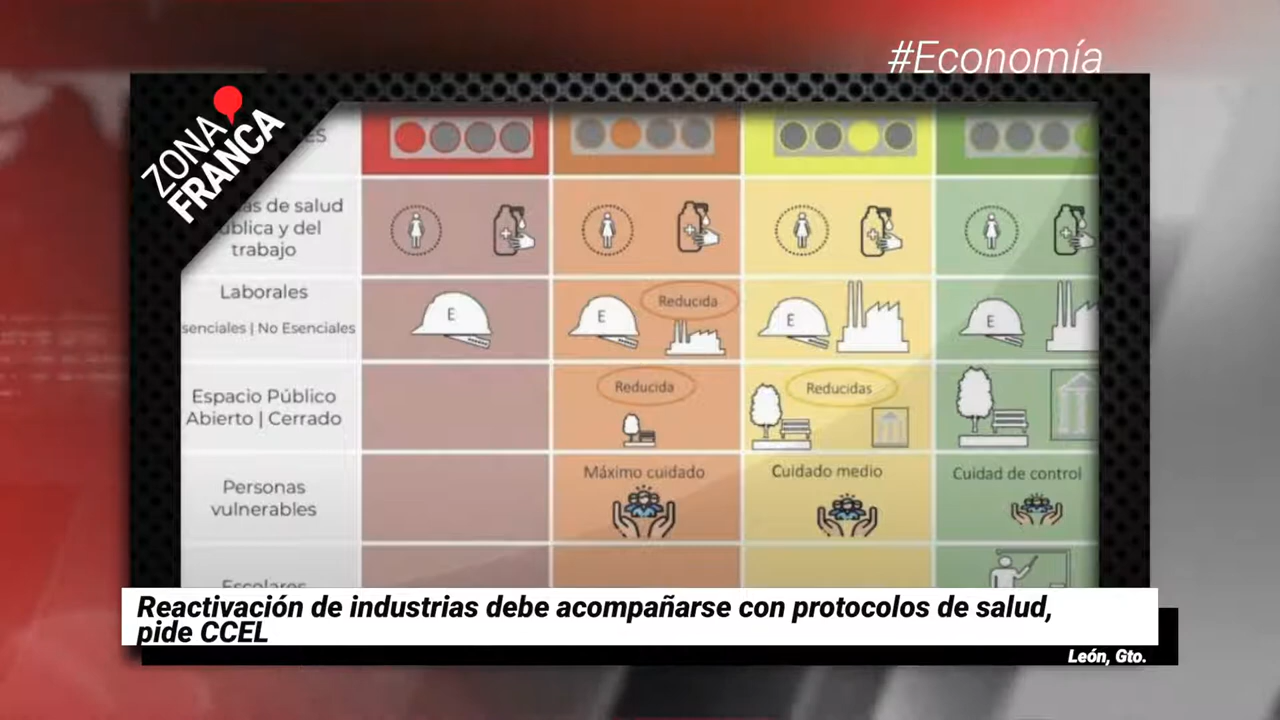 #Economía
ZONA
FRANCA
de salud
y del
trabajo
Laborales
E
E
Reducida
E
E
senciales | No Esenciales
Espacio Público
Abierto | Cerrado
Reducida
Reducidas
Personas
vulnerables
Máximo cuidado
Cuidado medio
Cuidad de control
Escolares
Reactivación de industrias debe acompañarse con protocolos de salud,
pide CCEL
León, Gto.